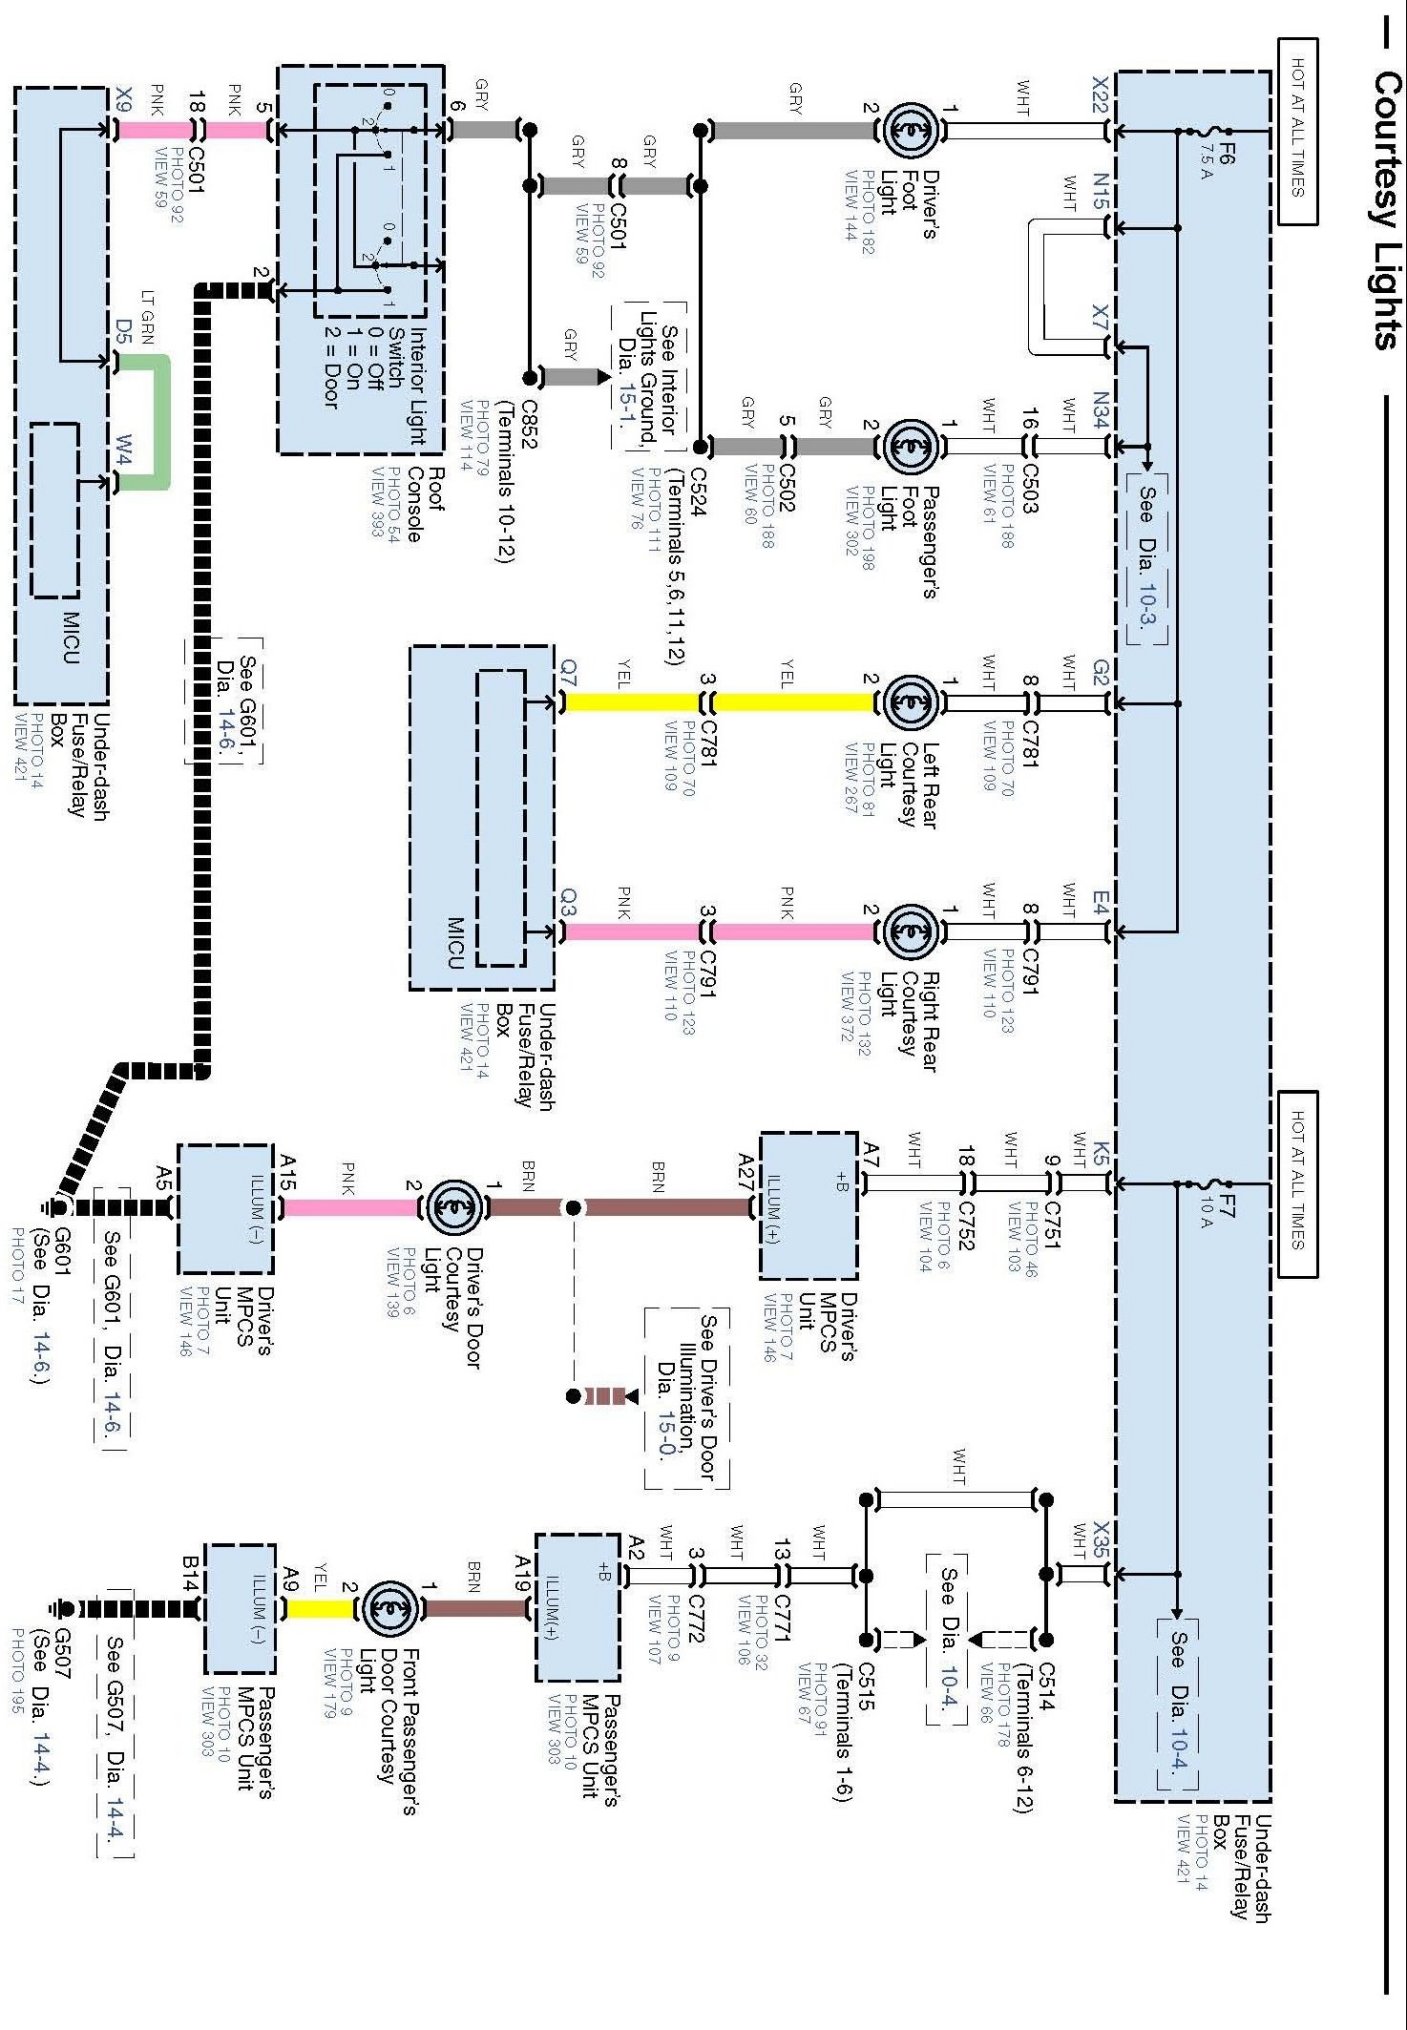 Courtesy Lights
HOT AT ALL TIMES
HOT AT ALL TIMES
F6
7.5 A
F7
10 A
Under-dash
Fuse/Relay
Box
PHOTO 14
VIEW 421
See Dia. 10-3.
See Dia. 10-4.
X22
N15
X7
N34
G2
E4
K5
X35
WHT
WHT
WHT
WHT
WHT
WHT
WHT
16
C503
PHOTO 188
VIEW 61
8
C781
PHOTO 70
VIEW 109
8
C791
PHOTO 123
VIEW 110
9
C751
PHOTO 46
VIEW 103
C514
(Terminals 6-12)
PHOTO 178
VIEW 66
WHT
WHT
WHT
WHT
WHT
18
C752
PHOTO 6
VIEW 104
WHT
See Dia. 10-4.
1
Driver's
Foot
Light
PHOTO 182
VIEW 144
2
1
Passenger's
Foot
Light
PHOTO 198
VIEW 302
2
1
Left Rear
Courtesy
Light
PHOTO 81
VIEW 267
2
1
Right Rear
Courtesy
Light
PHOTO 132
VIEW 372
2
A7
+B
ILLUM (+)
A27
Driver's
MPCS
Unit
PHOTO 7
VIEW 146
C515
(Terminals 1-6)
PHOTO 91
VIEW 67
WHT
13
C771
PHOTO 32
VIEW 106
WHT
3
C772
PHOTO 9
VIEW 107
WHT
A2
GRY
GRY
5
C502
PHOTO 188
VIEW 60
GRY
YEL
3
C781
PHOTO 70
VIEW 109
YEL
Q7
PNK
3
C791
PHOTO 123
VIEW 110
PNK
Q3
C524
(Terminals 5,6,11,12)
PHOTO 111
VIEW 76
GRY
8
C501
PHOTO 92
VIEW 59
GRY
See Interior
Lights Ground,
Dia. 15-1.
GRY
C852
(Terminals 10-12)
PHOTO 79
VIEW 114
GRY
MICU
Under-dash
Fuse/Relay
Box
PHOTO 14
VIEW 421
BRN
BRN
See Driver's Door
Illumination,
Dia. 15-0.
+B
ILLUM(+)
A19
Passenger's
MPCS Unit
PHOTO 10
VIEW 303
6
0
2
1
0
2
1
Interior Light
Switch
0 = Off
1 = On
2 = Door
Roof
Console
PHOTO 54
VIEW 393
5
2
1
Driver's Door
Courtesy
Light
PHOTO 6
VIEW 139
2
BRN
1
Front Passenger's
Door Courtesy
Light
PHOTO 9
VIEW 179
2
PNK
18
C501
PHOTO 92
VIEW 59
PNK
X9
LT GRN
D5
W4
See G601,
Dia. 14-6.
PNK
A15
ILLUM (−)
A5
Driver's
MPCS
Unit
PHOTO 7
VIEW 146
YEL
A9
ILLUM (−)
B14
Passenger's
MPCS Unit
PHOTO 10
VIEW 303
MICU
Under-dash
Fuse/Relay
Box
PHOTO 14
VIEW 421
See G601, Dia. 14-6.
G601
(See Dia. 14-6.)
PHOTO 17
See G507, Dia. 14-4.
G507
(See Dia. 14-4.)
PHOTO 195